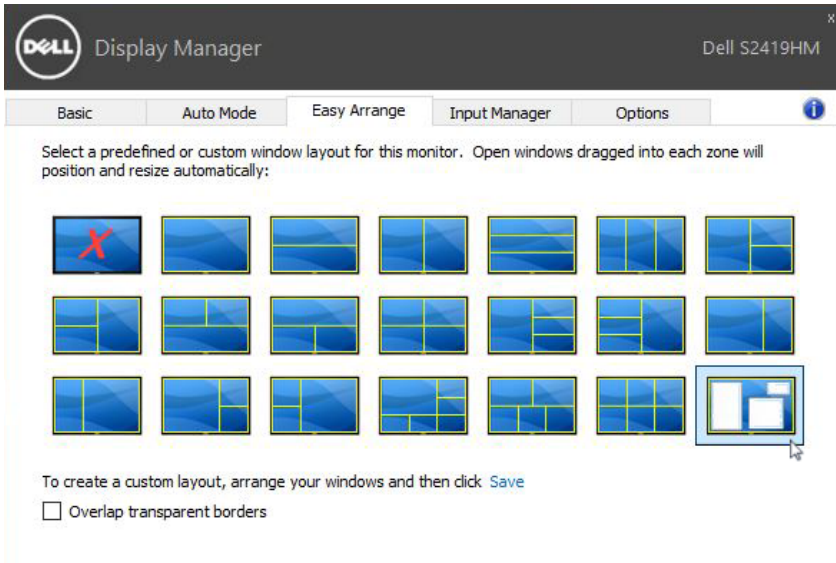 x
DELL Display Manager Dell S2419HM
Basic Auto Mode Easy Arrange Input Manager Options i
Select a predefined or custom window layout for this monitor. Open windows dragged into each zone will
position and resize automatically:
X
To create a custom layout, arrange your windows and then click Save
Overlap transparent borders